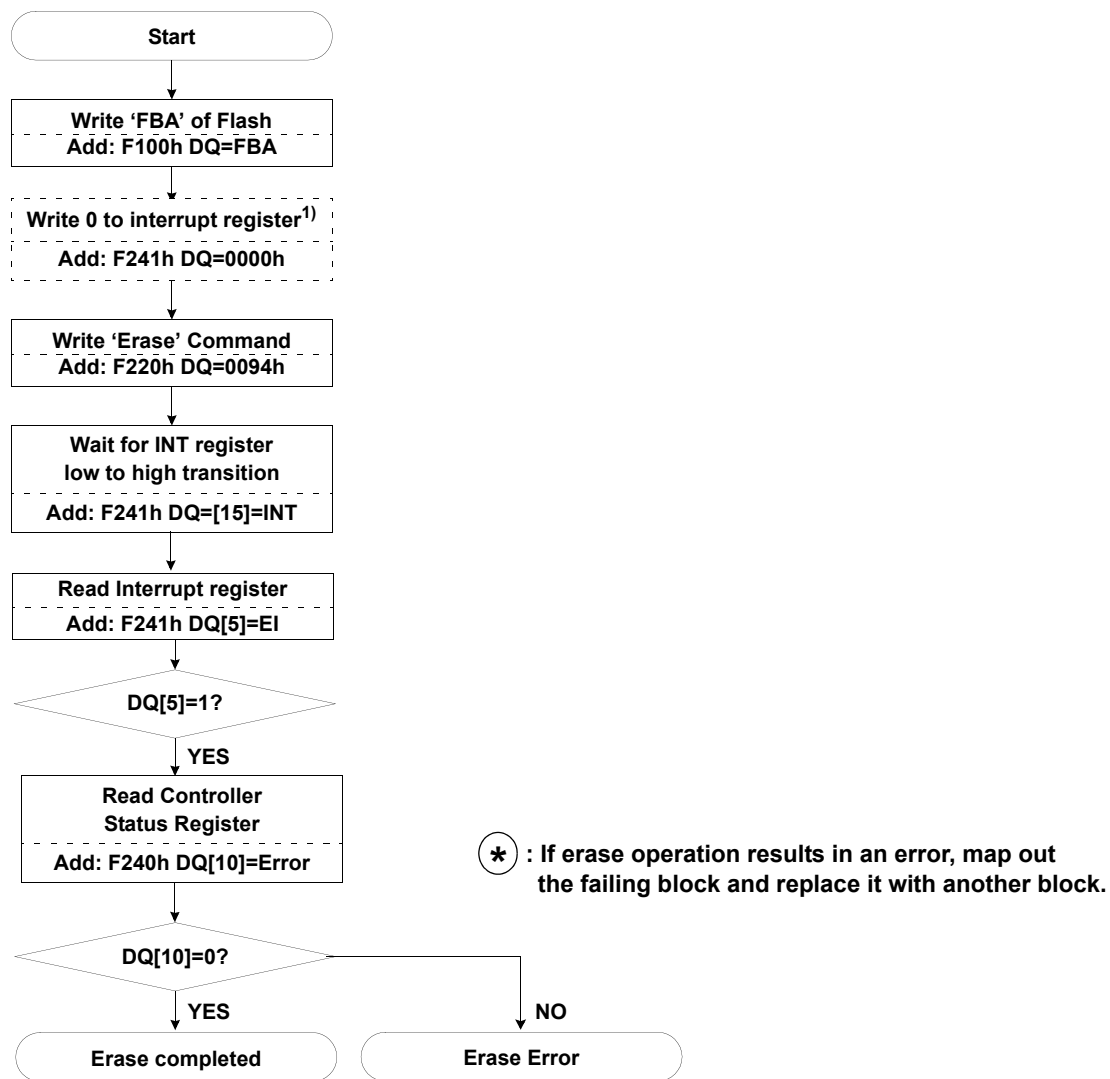 Start
Write ‘FBA’ of Flash
Add: F100h DQ=FBA
Write 0 to interrupt register1)
Add: F241h DQ=0000h
Write ‘Erase’ Command
Add: F220h DQ=0094h
Wait for INT register
low to high transition
Add: F241h DQ=[15]=INT
Read Interrupt register
Add: F241h DQ[5]=EI
DQ[5]=1?
YES
Read Controller
Status Register
Add: F240h DQ[10]=Error
* : If erase operation results in an error, map out
the failing block and replace it with another block.
DQ[10]=0?
YES
NO
Erase completed
Erase Error